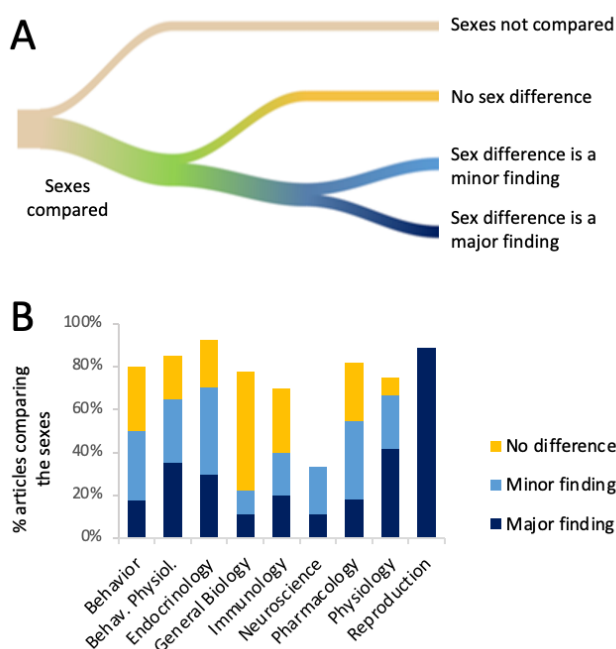 A
Sexes not compared
No sex difference
Sexes
compared
Sex difference is a
minor finding
Sex difference is a
major finding
B
% articles comparing
the sexes
100%
80%
60%
40%
20%
0%
No difference
Minor finding
Major finding
Behavior
Behav. Physiol.
Endocrinology
General Biology
Immunology
Neuroscience
Pharmacology
Physiology
Reproduction